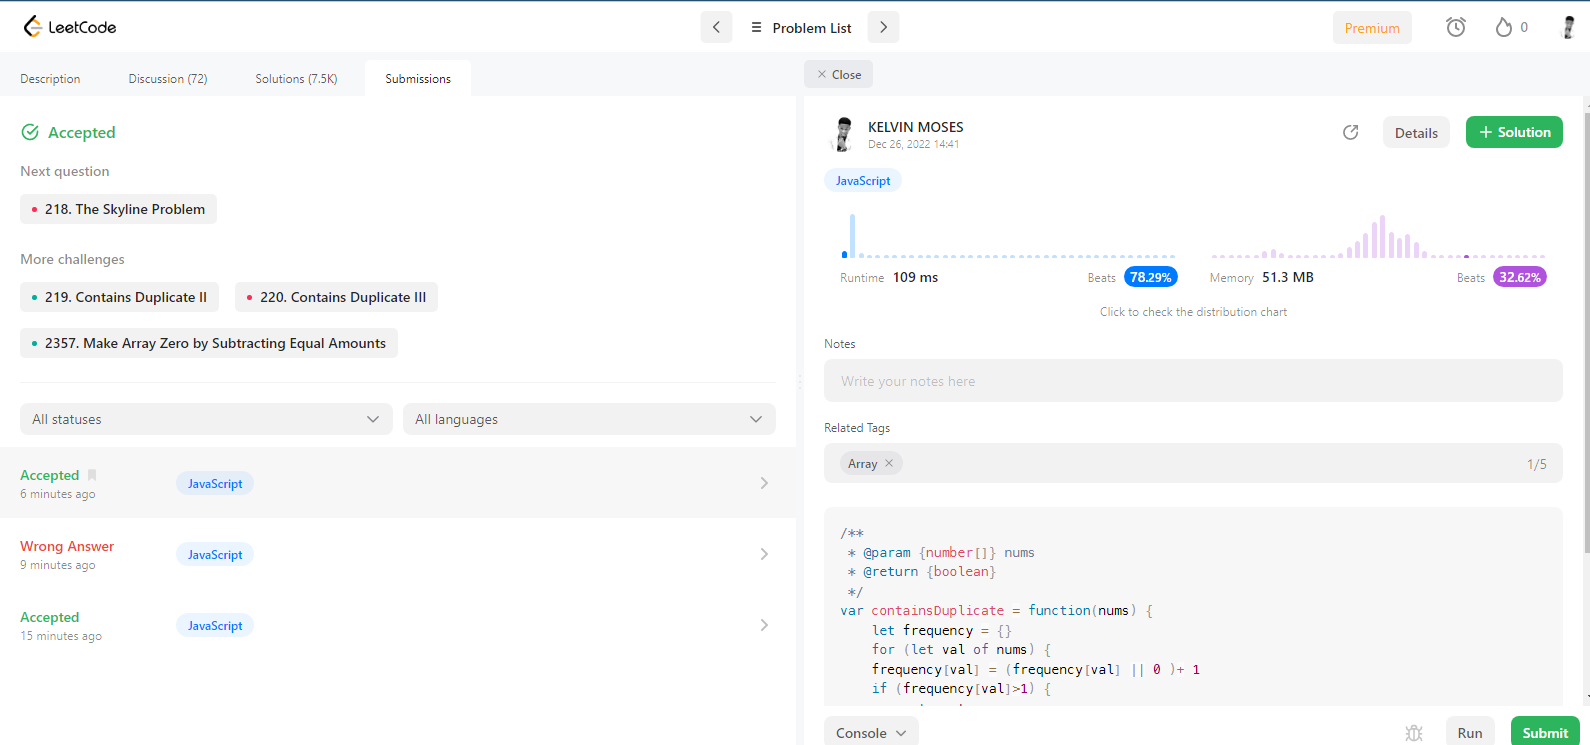 LeetCode
Problem List
Premium
0
Description
Discussion (72)
Solutions (7.5K)
Submissions
Accepted
Next question
218. The Skyline Problem
More challenges
219. Contains Duplicate II
220. Contains Duplicate III
2357. Make Array Zero by Subtracting Equal Amounts
All statuses
All languages
Accepted
6 minutes ago
JavaScript
Wrong Answer
9 minutes ago
JavaScript
Accepted
15 minutes ago
JavaScript
Close
KELVIN MOSES
Dec 26, 2022 14:41
Details
+ Solution
JavaScript
Runtime 109 ms
Beats 78.29%
Memory 51.3 MB
Beats 32.62%
Click to check the distribution chart
Notes
Write your notes here
Related Tags
Array
1/5
/**
 * @param {number[]} nums
 * @return {boolean}
 */
var containsDuplicate = function(nums) {
    let frequency = {}
    for (let val of nums) {
    frequency[val] = (frequency[val] || 0 )+ 1
    if (frequency[val]>1) {
Console
Run
Submit